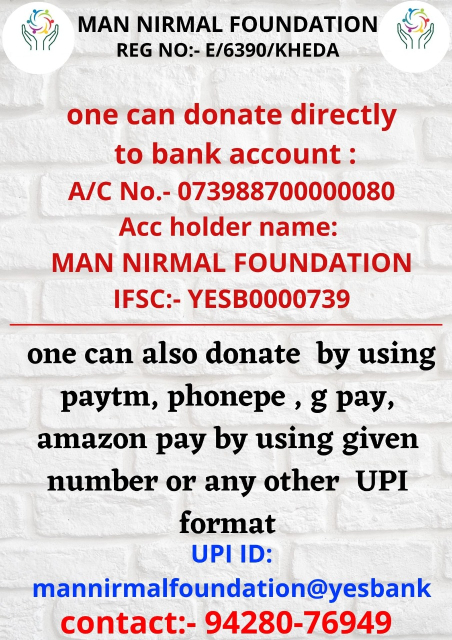 MAN NIRMAL FOUNDATION
REG NO:- E/6390/KHEDA
one can donate directly
to bank account :
A/C No.- 073988700000080
Acc holder name:
MAN NIRMAL FOUNDATION
IFSC:- YESB0000739
one can also donate by using
paytm, phonepe , g pay,
amazon pay by using given
number or any other UPI
format
UPI ID:
mannirmalfoundation@yesbank
contact:- 94280-76949